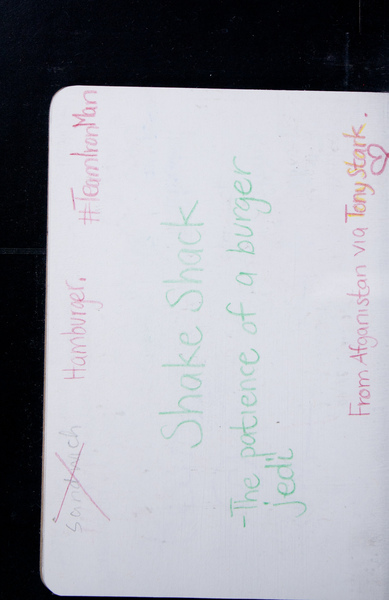 Sandwich Hamburger. #TeamIronMan
Shake Shack
-The patience of a burger
jedi!
From Afganistan via Tony Stark.